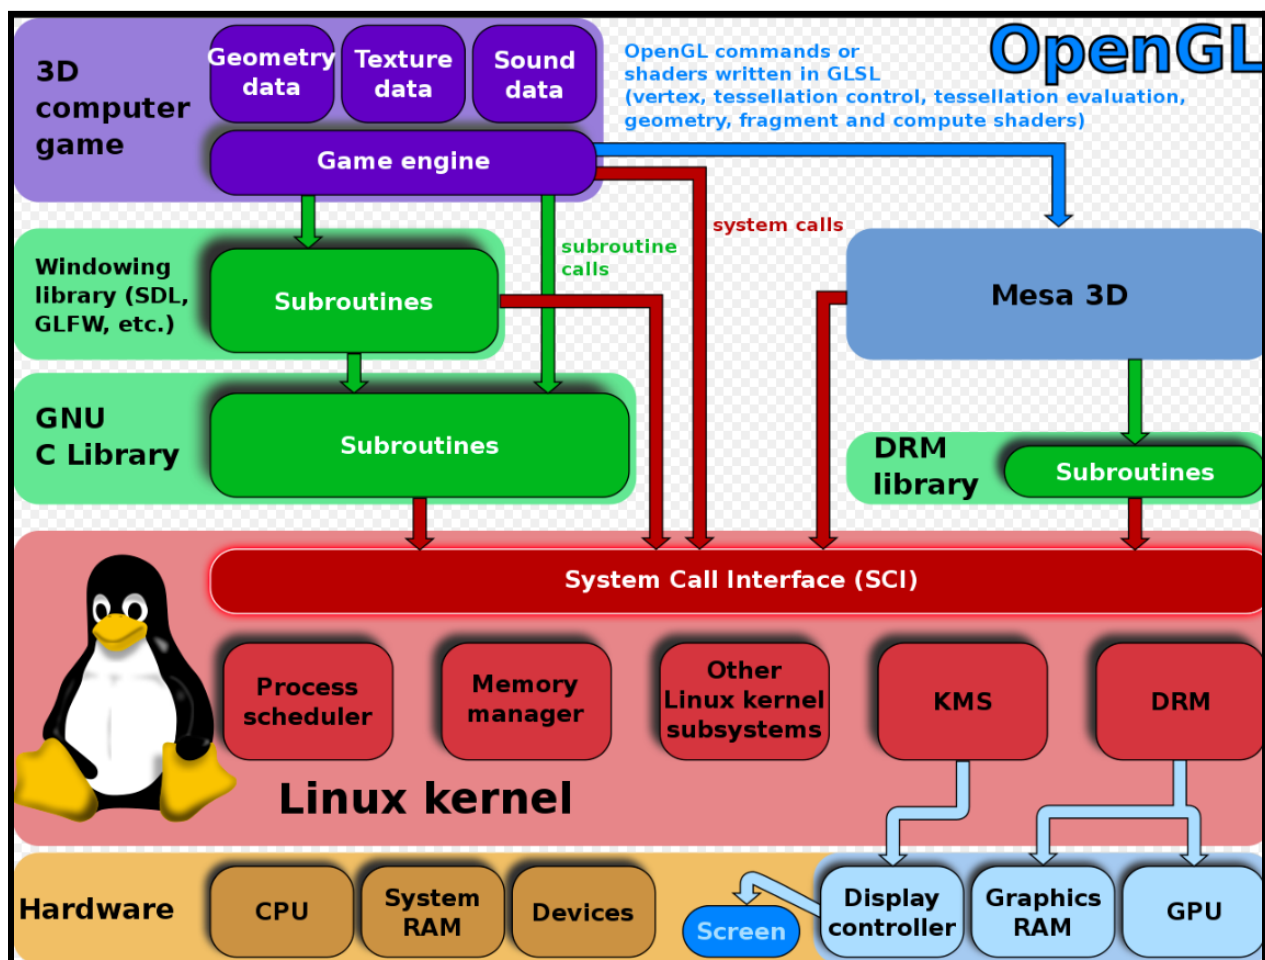 OpenGL
3D
computer
game
Geometry
data
Texture
data
Sound
data
Game engine
OpenGL commands or
shaders written in GLSL
(vertex, tessellation control, tessellation evaluation,
geometry, fragment and compute shaders)
system calls
subroutine
calls
Windowing
library (SDL,
GLFW, etc.)
Subroutines
Mesa 3D
GNU
C Library
Subroutines
DRM
library
Subroutines
System Call Interface (SCI)
Process
scheduler
Memory
manager
Other
Linux kernel
subsystems
KMS
DRM
Linux kernel
Hardware
CPU
System
RAM
Devices
Screen
Display
controller
Graphics
RAM
GPU